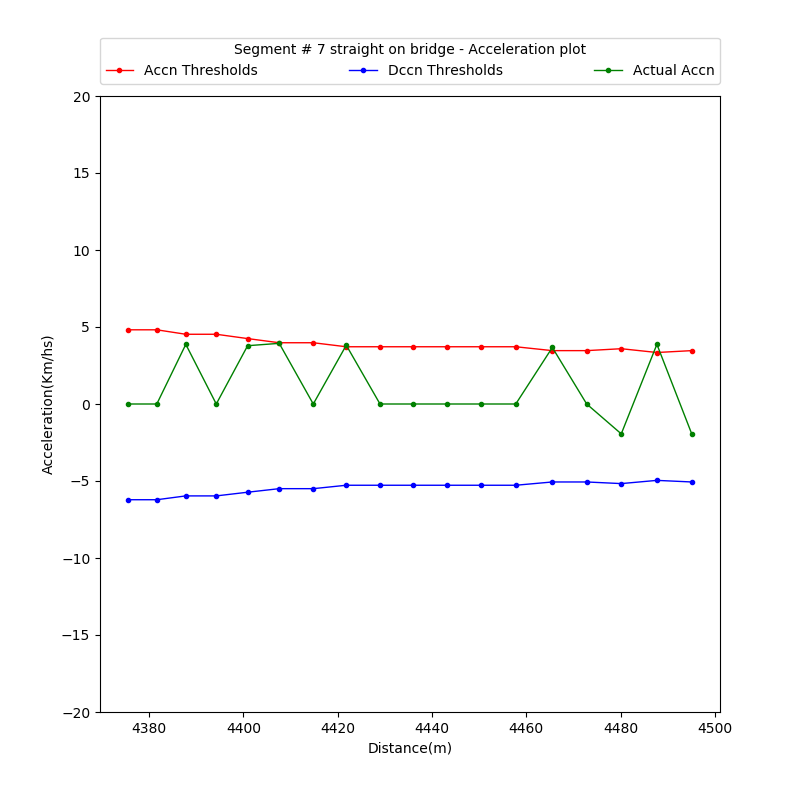 Segment # 7 straight on bridge - Acceleration plot
Accn Thresholds Dccn Thresholds Actual Accn
20
15
10
5
0
−5
−10
−15
−20
Acceleration(Km/hs)
4380 4400 4420 4440 4460 4480 4500
Distance(m)